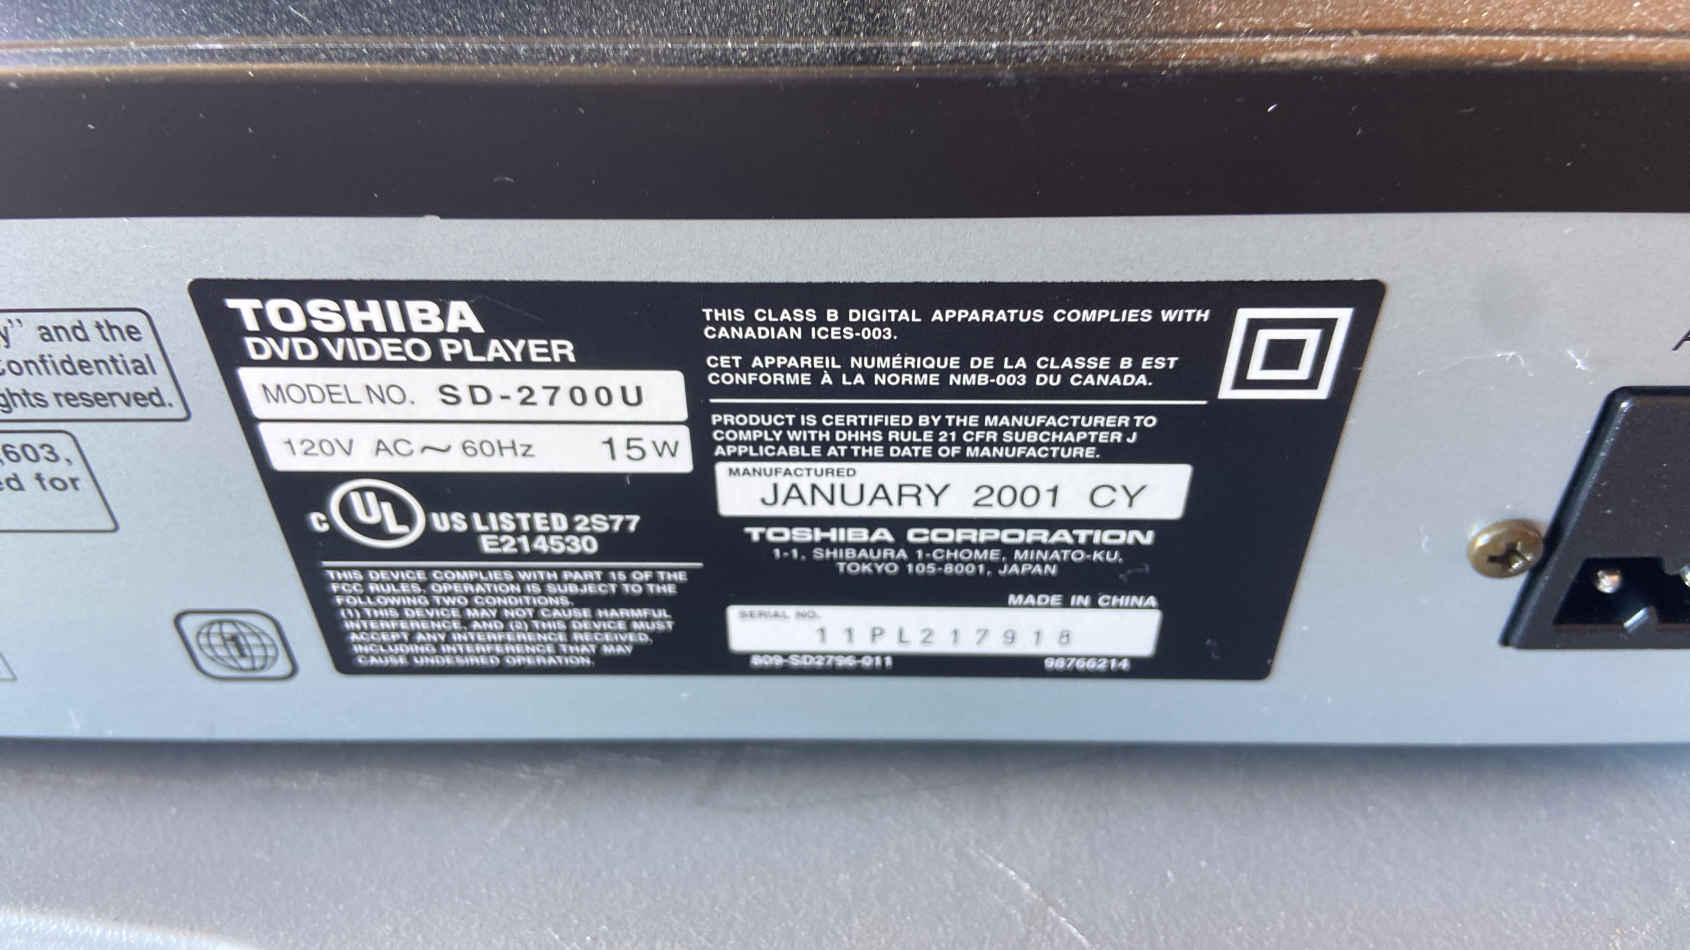 y" and the
Confidential
ghts reserved.
,603,
ed for
TOSHIBA
DVD VIDEO PLAYER
MODEL NO. SD-2700U
120V AC~60Hz 15W
C UL US LISTED 2S77
E214530
THIS DEVICE COMPLIES WITH PART 15 OF THE
FCC RULES. OPERATION IS SUBJECT TO THE
FOLLOWING TWO CONDITIONS.
(1) THIS DEVICE MAY NOT CAUSE HARMFUL
INTERFERENCE, AND (2) THIS DEVICE MUST
ACCEPT ANY INTERFERENCE RECEIVED,
INCLUDING INTERFERENCE THAT MAY
CAUSE UNDESIRED OPERATION.
1
THIS CLASS B DIGITAL APPARATUS COMPLIES WITH
CANADIAN ICES-003.
CET APPAREIL NUMÉRIQUE DE LA CLASSE B EST
CONFORME À LA NORME NMB-003 DU CANADA.
PRODUCT IS CERTIFIED BY THE MANUFACTURER TO
COMPLY WITH DHHS RULE 21 CFR SUBCHAPTER J
APPLICABLE AT THE DATE OF MANUFACTURE.
MANUFACTURED
JANUARY 2001 CY
TOSHIBA CORPORATION
1-1, SHIBAURA 1-CHOME, MINATO-KU,
TOKYO 105-8001, JAPAN
MADE IN CHINA
SERIAL NO.
11PL217918
98766214